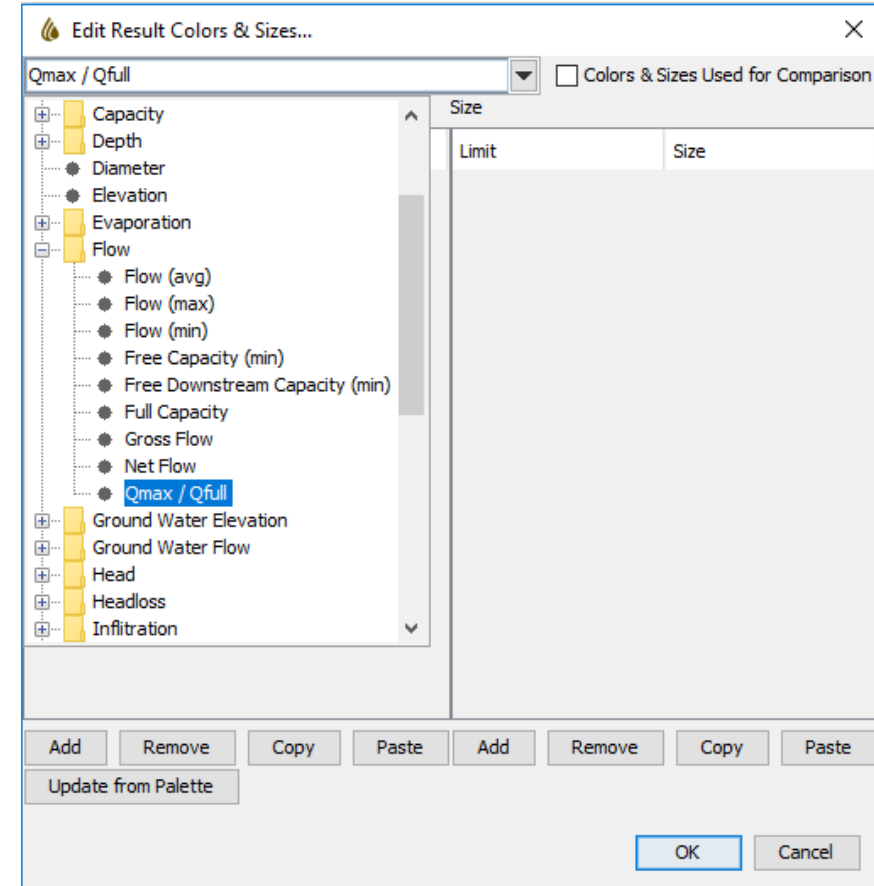 Edit Result Colors & Sizes...
Qmax / Qfull
Colors & Sizes Used for Comparison
Capacity
Size
Depth
Limit
Size
Diameter
Elevation
Evaporation
Flow
Flow (avg)
Flow (max)
Flow (min)
Free Capacity (min)
Free Downstream Capacity (min)
Full Capacity
Gross Flow
Net Flow
Qmax / Qfull
Ground Water Elevation
Ground Water Flow
Head
Headloss
Inflitration
Add
Remove
Copy
Paste
Add
Remove
Copy
Paste
Update from Palette
OK
Cancel